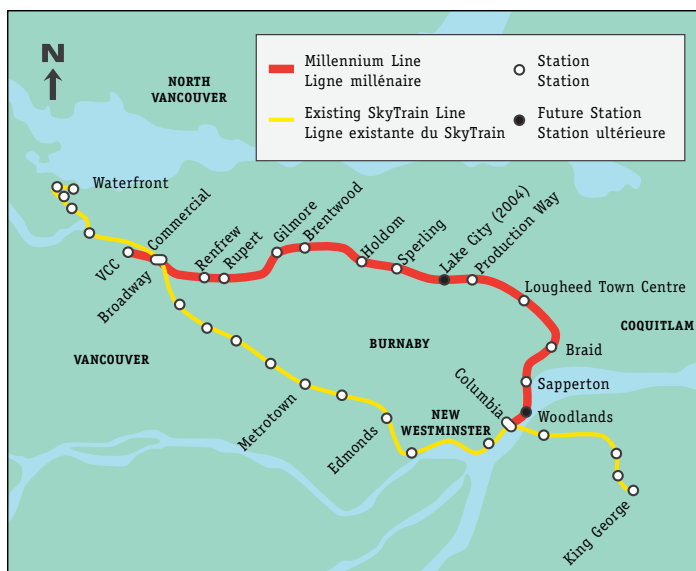 N
NORTH
VANCOUVER
Millennium Line
Ligne millénaire
Existing SkyTrain Line
Ligne existante du SkyTrain
Station
Station
Future Station
Station ultérieure
Waterfront
Commercial
VCC
Broadway
Renfrew
Rupert
Gilmore
Brentwood
Holdom
Sperling
Lake City (2004)
Production Way
Lougheed Town Centre
COQUITLAM
BURNABY
VANCOUVER
Braid
Sapperton
Columbia
Woodlands
NEW
WESTMINSTER
Metrotown
Edmonds
King George